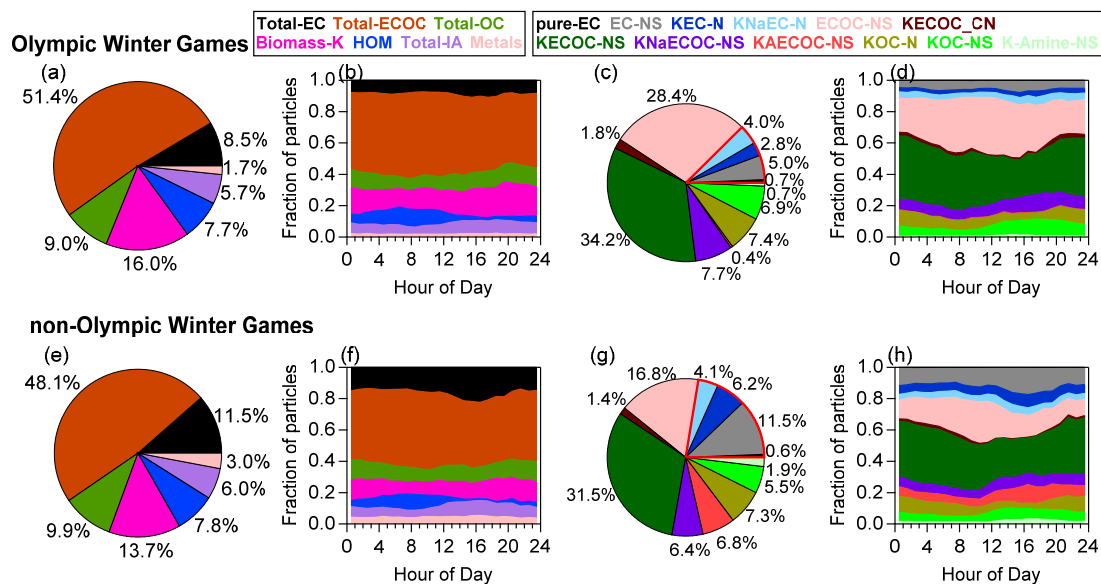 Total-EC Total-ECOC Total-OC
Biomass-K HOM Total-IA Metals
pure-EC EC-NS KEC-N KNaEC-N ECOC-NS KECOC_CN
KECOC-NS KNaECOC-NS KAECOC-NS KOC-N KOC-NS K-Amine-NS
Olympic Winter Games
(a)
51.4%
8.5%
1.7%
5.7%
7.7%
16.0%
9.0%
(b)
Fraction of particles
1.0
0.8
0.6
0.4
0.2
0.0
0 4 8 12 16 20 24
Hour of Day
(c)
28.4%
4.0%
2.8%
5.0%
0.7%
0.7%
6.9%
7.4%
0.4%
7.7%
34.2%
1.8%
(d)
Fraction of particles
1.0
0.8
0.6
0.4
0.2
0.0
0 4 8 12 16 20 24
Hour of Day
non-Olympic Winter Games
(e)
48.1%
11.5%
3.0%
6.0%
7.8%
13.7%
9.9%
(f)
Fraction of particles
1.0
0.8
0.6
0.4
0.2
0.0
0 4 8 12 16 20 24
Hour of Day
(g)
16.8%
4.1%
6.2%
11.5%
0.6%
1.9%
5.5%
7.3%
6.8%
6.4%
31.5%
1.4%
(h)
Fraction of particles
1.0
0.8
0.6
0.4
0.2
0.0
0 4 8 12 16 20 24
Hour of Day